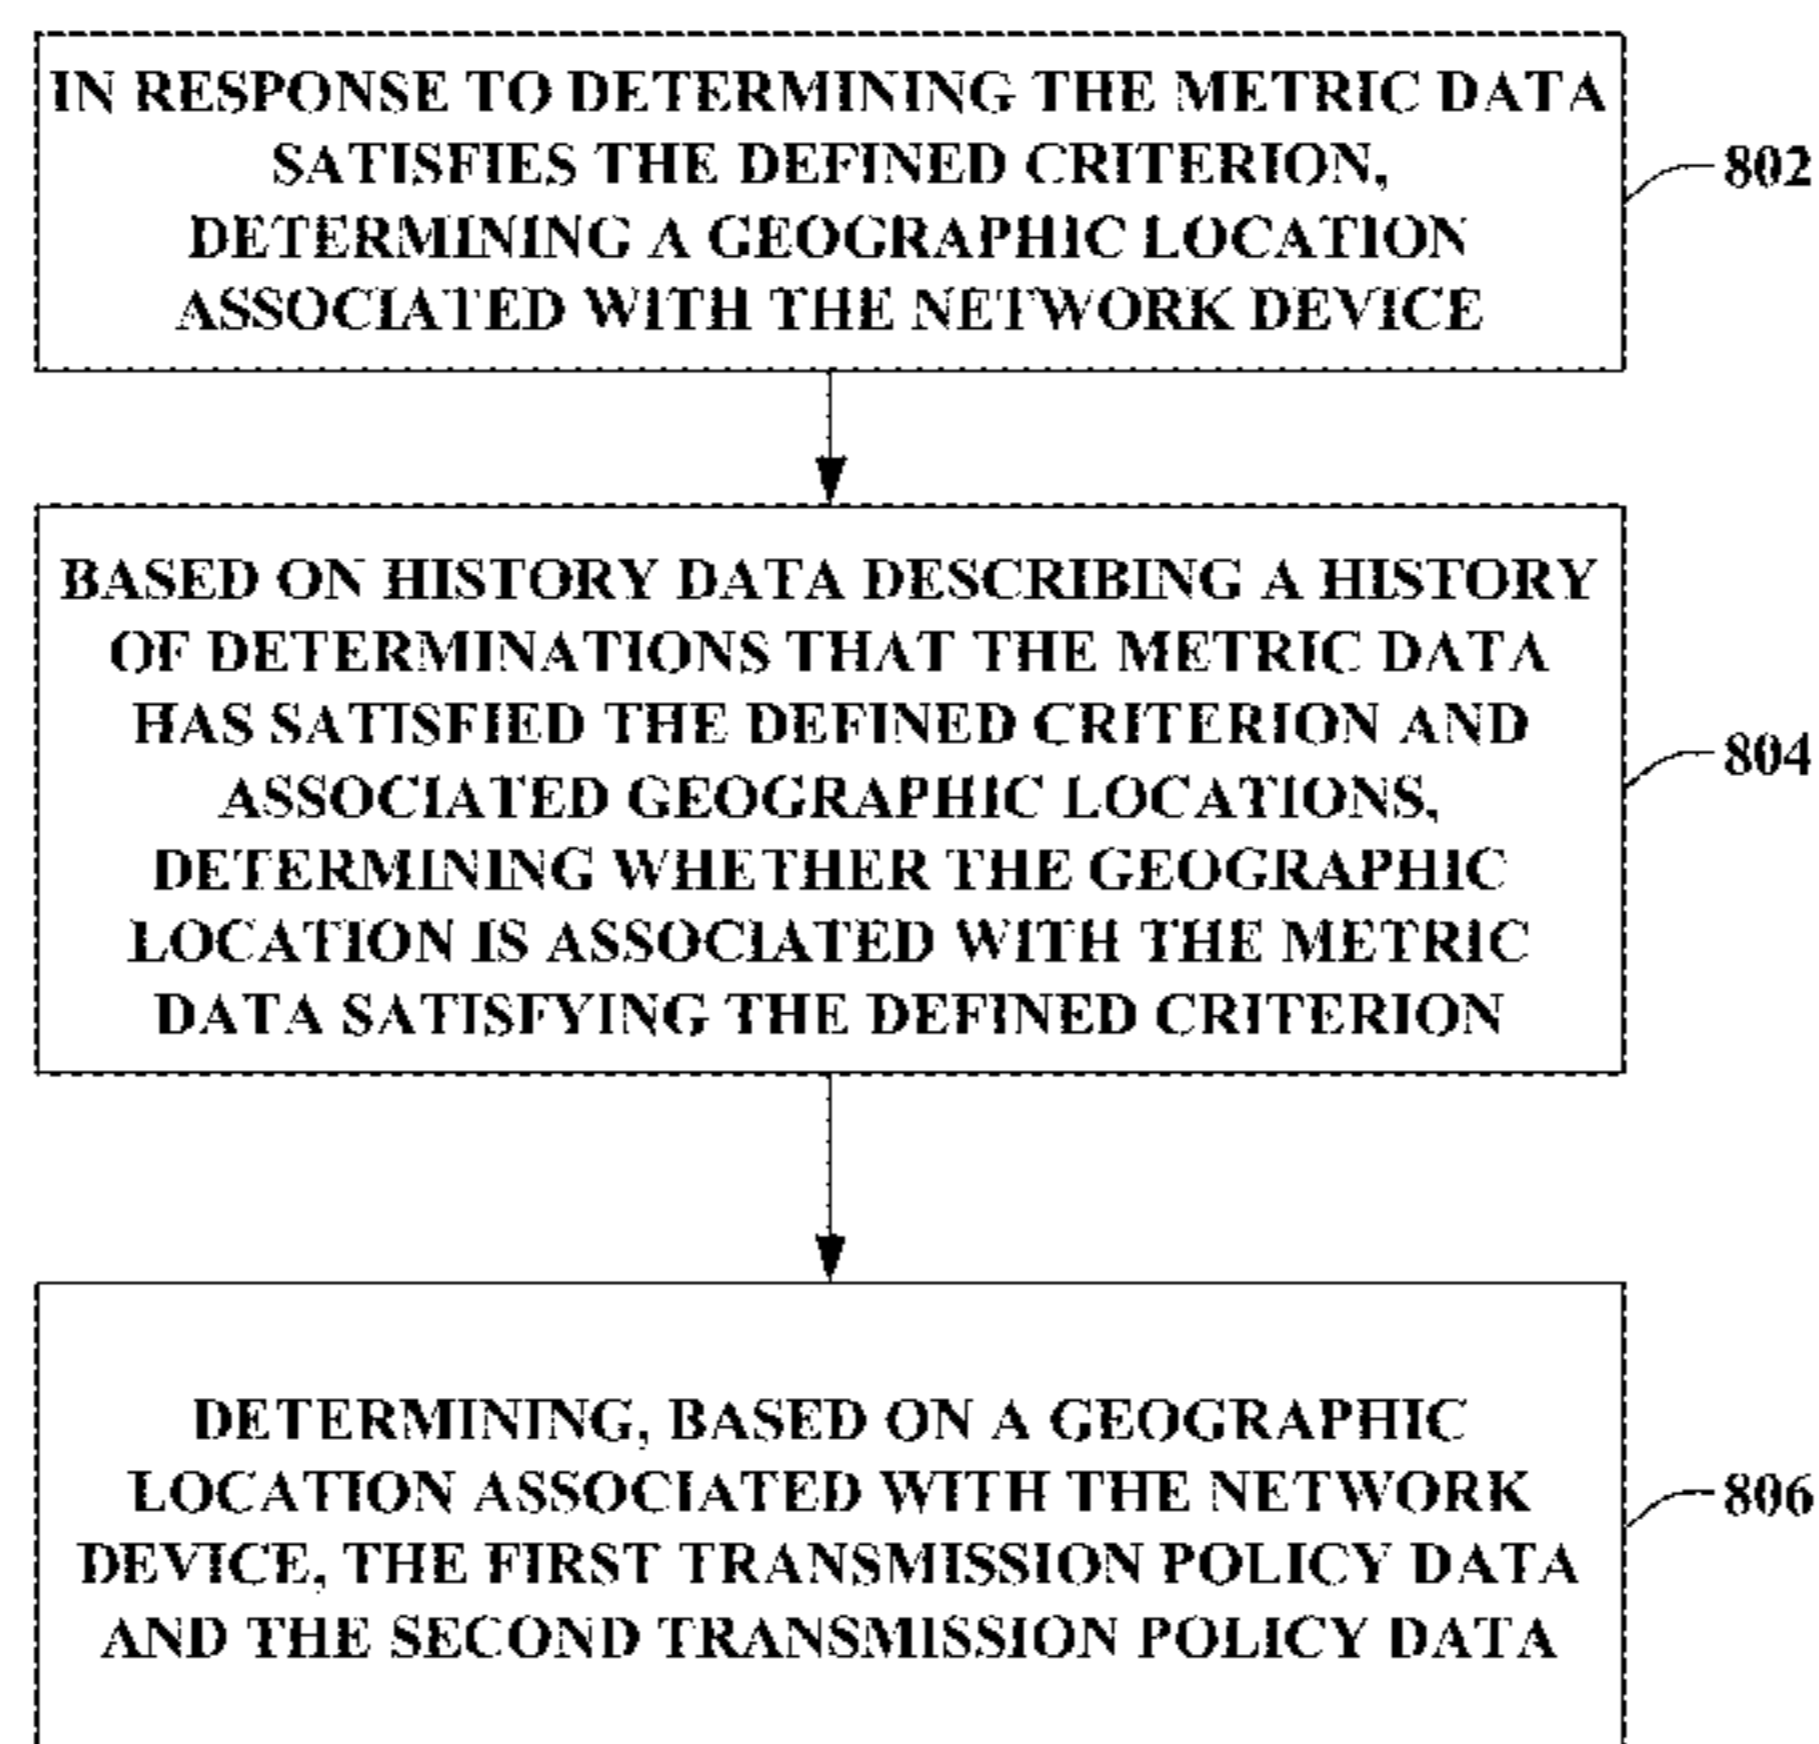 IN RESPONSE TO DETERMINING THE METRIC DATA
SATISFIES THE DEFINED CRITERION,
DETERMINING A GEOGRAPHIC LOCATION
ASSOCIATED WITH THE NETWORK DEVICE
802
BASED ON HISTORY DATA DESCRIBING A HISTORY
OF DETERMINATIONS THAT THE METRIC DATA
HAS SATISFIED THE DEFINED CRITERION AND
ASSOCIATED GEOGRAPHIC LOCATIONS,
DETERMINING WHETHER THE GEOGRAPHIC
LOCATION IS ASSOCIATED WITH THE METRIC
DATA SATISFYING THE DEFINED CRITERION
804
DETERMINING, BASED ON A GEOGRAPHIC
LOCATION ASSOCIATED WITH THE NETWORK
DEVICE, THE FIRST TRANSMISSION POLICY DATA
AND THE SECOND TRANSMISSION POLICY DATA
806